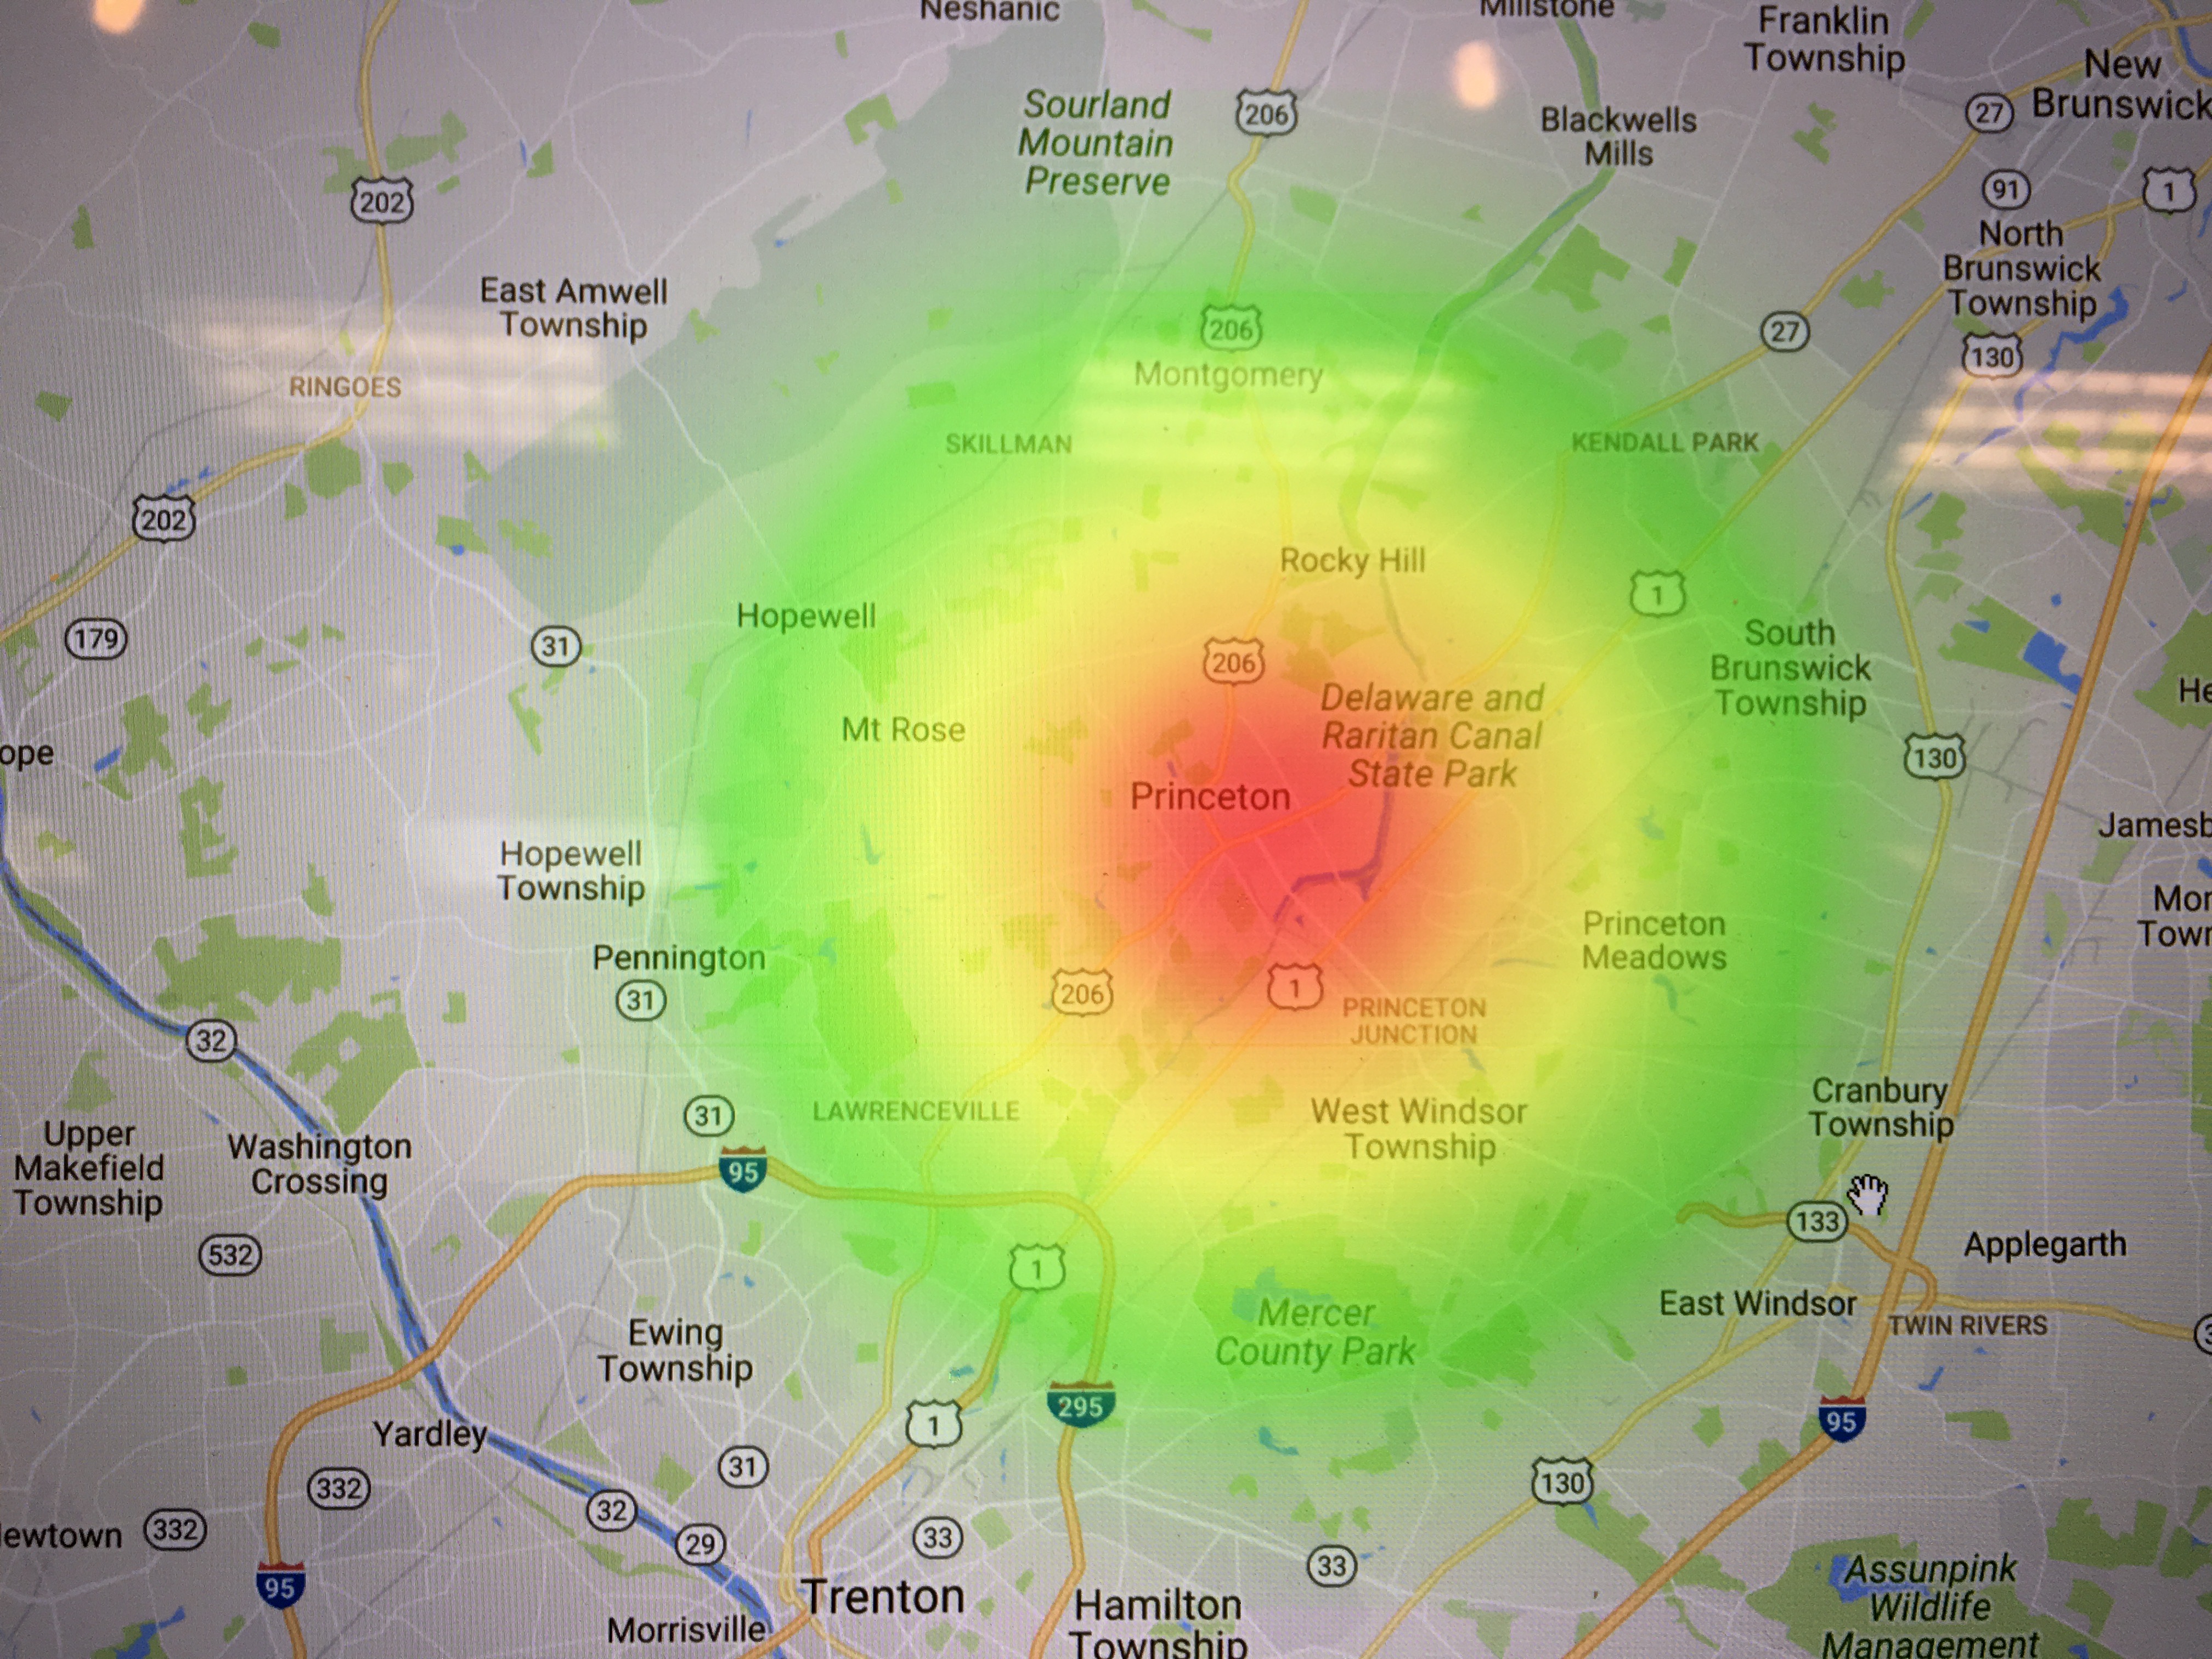 Neshanic
Millstone
Franklin
Township
New
Brunswick
Sourland
Mountain
Preserve
206
Blackwells
Mills
27
91
1
202
North
Brunswick
Township
East Amwell
Township
206
27
130
Montgomery
RINGOES
SKILLMAN
KENDALL PARK
202
Rocky Hill
1
Hopewell
179
31
206
South
Brunswick
Township
He
Delaware and
Raritan Canal
State Park
Mt Rose
ope
130
Princeton
Jamesb
Hopewell
Township
Mor
Town
Princeton
Meadows
Pennington
31
206
1
PRINCETON
JUNCTION
32
Cranbury
Township
31
LAWRENCEVILLE
West Windsor
Township
Upper
Makefield
Township
Washington
Crossing
95
133
532
Applegarth
1
East Windsor
TWIN RIVERS
3
Mercer
County Park
Ewing
Township
295
1
95
Yardley
31
130
332
32
332
ewtown
29
33
33
95
Trenton
Hamilton
Township
Morrisville
Assunpink
Wildlife
Management